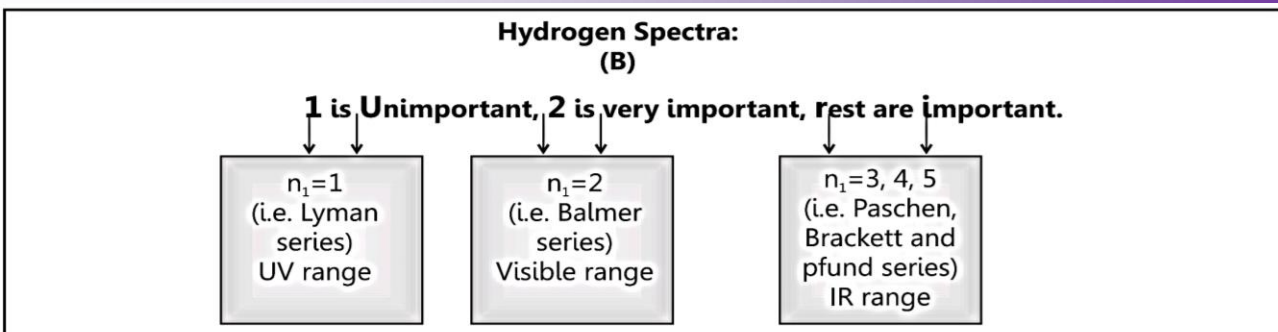 Hydrogen Spectra:
(B)
1 is Unimportant, 2 is very important, rest are important.
n₁=1
(i.e. Lyman
series)
UV range
n₁=2
(i.e. Balmer
series)
Visible range
n₁=3, 4, 5
(i.e. Paschen,
Brackett and
pfund series)
IR range